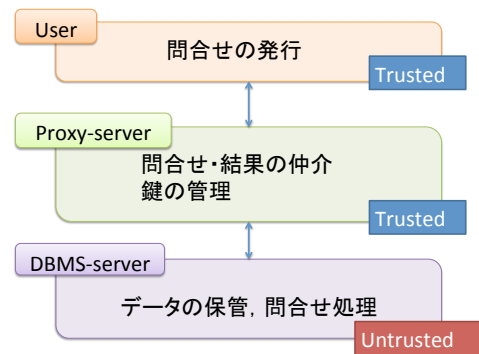 User
問合せの発行
Trusted
Proxy-server
問合せ・結果の仲介
鍵の管理
Trusted
DBMS-server
データの保管, 問合せ処理
Untrusted